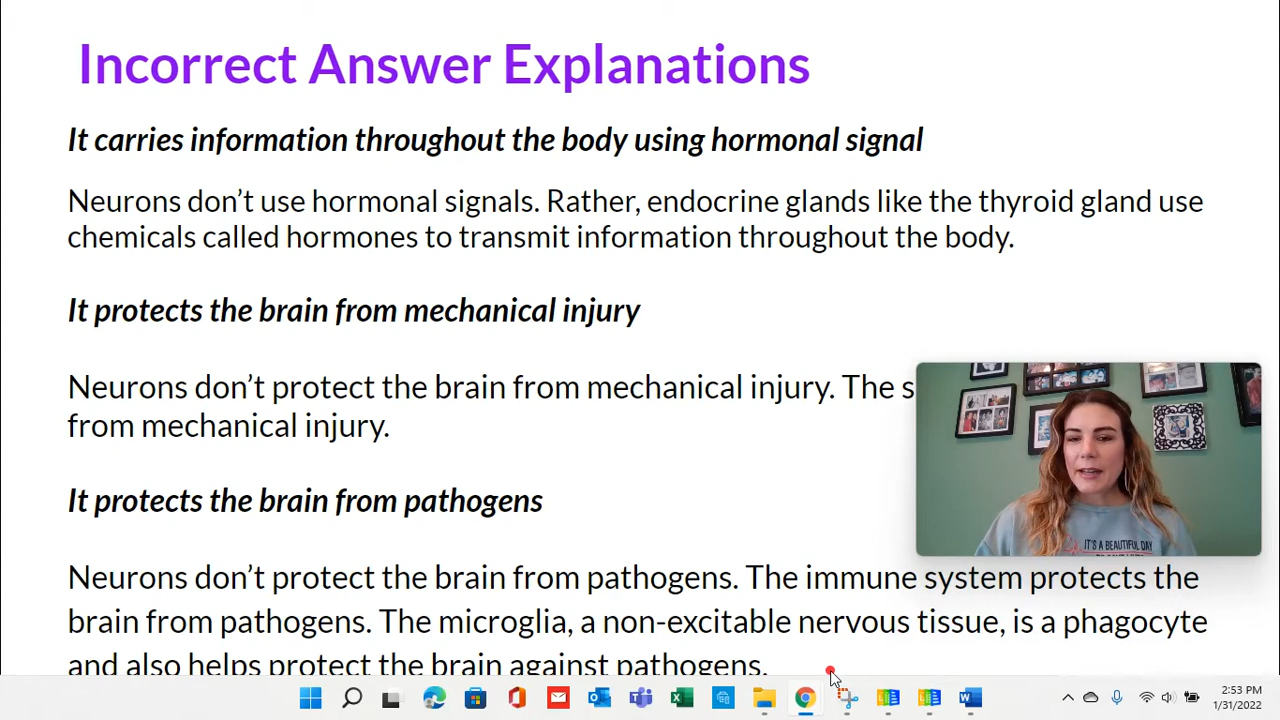 Incorrect Answer Explanations
It carries information throughout the body using hormonal signal
Neurons don’t use hormonal signals. Rather, endocrine glands like the thyroid gland use
chemicals called hormones to transmit information throughout the body.
It protects the brain from mechanical injury
Neurons don’t protect the brain from mechanical injury. The s
from mechanical injury.
It protects the brain from pathogens
IT'S A BEAUTIFUL DAY
Neurons don’t protect the brain from pathogens. The immune system protects the
brain from pathogens. The microglia, a non-excitable nervous tissue, is a phagocyte
and also helps protect the brain against pathogens.
2:53 PM
1/31/2022